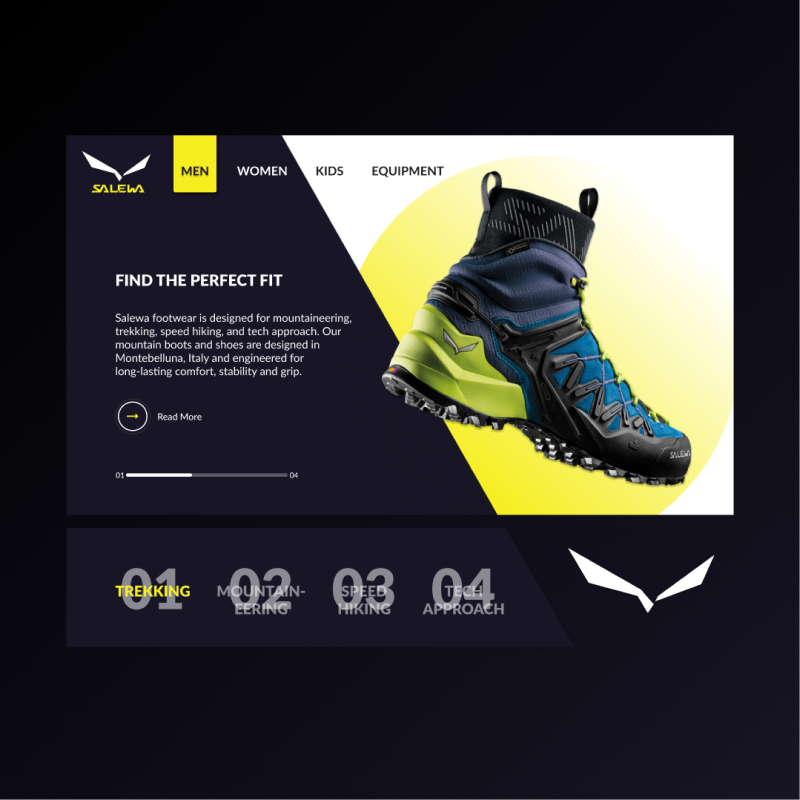 SALEWA
MEN
WOMEN
KIDS
EQUIPMENT
FIND THE PERFECT FIT
Salewa footwear is designed for mountaineering,
trekking, speed hiking, and tech approach. Our
mountain boots and shoes are designed in
Montebelluna, Italy and engineered for
long-lasting comfort, stability and grip.
Read More
01
04
SALEWA
01
TREKKING
02
MOUNTAIN-
EERING
03
SPEED
HIKING
04
TECH
APPROACH